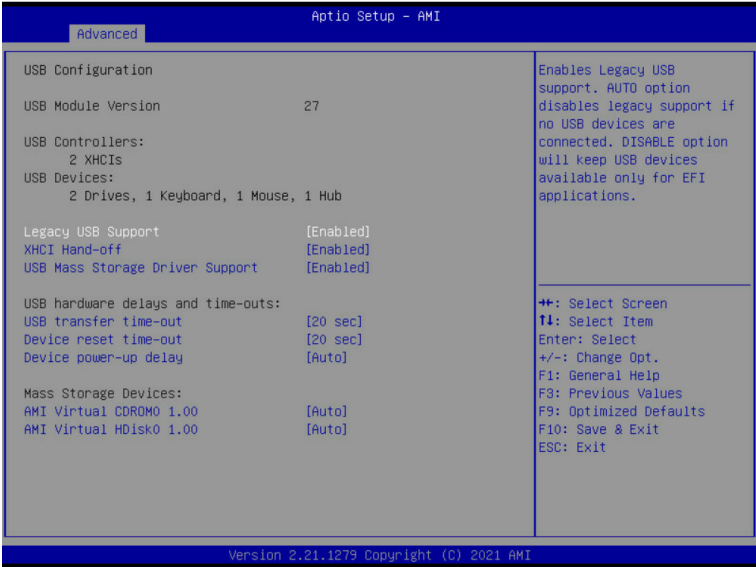 Aptio Setup – AMI
Advanced
USB Configuration
USB Module Version 27
USB Controllers:
2 XHCIs
USB Devices:
2 Drives, 1 Keyboard, 1 Mouse, 1 Hub
Legacy USB Support [Enabled]
XHCI Hand-off [Enabled]
USB Mass Storage Driver Support [Enabled]
USB hardware delays and time-outs:
USB transfer time-out [20 sec]
Device reset time-out [20 sec]
Device power-up delay [Auto]
Mass Storage Devices:
AMI Virtual CDROM0 1.00 [Auto]
AMI Virtual HDisk0 1.00 [Auto]
Enables Legacy USB
support. AUTO option
disables legacy support if
no USB devices are
connected. DISABLE option
will keep USB devices
available only for EFI
applications.
→←: Select Screen
↑↓: Select Item
Enter: Select
+/-: Change Opt.
F1: General Help
F3: Previous Values
F9: Optimized Defaults
F10: Save & Exit
ESC: Exit
Version 2.21.1279 Copyright (C) 2021 AMI